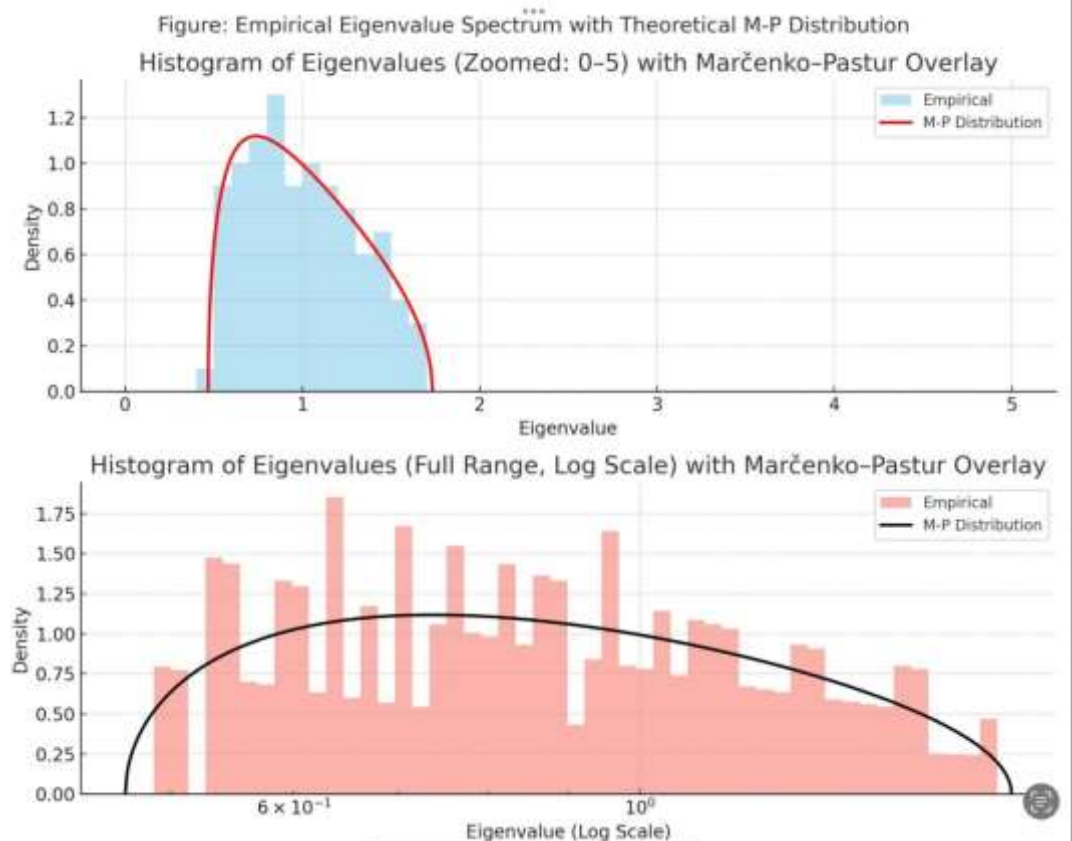 Figure: Empirical Eigenvalue Spectrum with Theoretical M-P Distribution
Histogram of Eigenvalues (Zoomed: 0–5) with Marčenko–Pastur Overlay
Empirical
M-P Distribution
Density
1.2
1.0
0.8
0.6
0.4
0.2
0.0
0 1 2 3 4 5
Eigenvalue
Histogram of Eigenvalues (Full Range, Log Scale) with Marčenko–Pastur Overlay
Empirical
M-P Distribution
Density
1.75
1.50
1.25
1.00
0.75
0.50
0.25
0.00
6 × 10⁻¹ 10⁰
Eigenvalue (Log Scale)